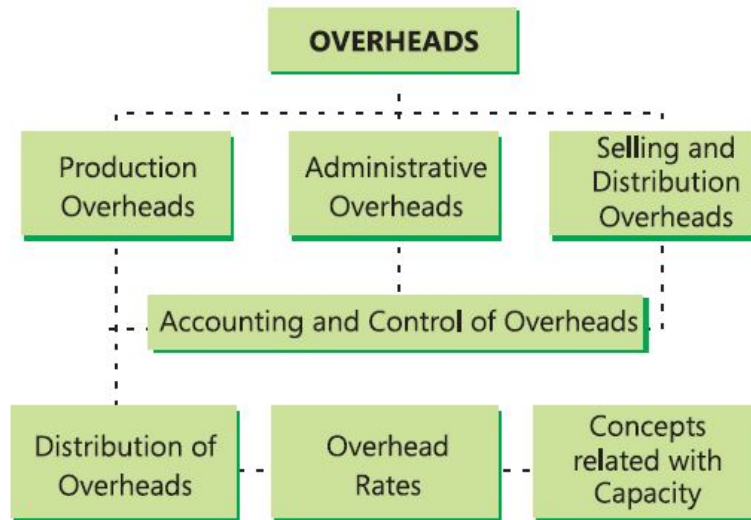 OVERHEADS
Production
Overheads
Administrative
Overheads
Selling and
Distribution
Overheads
Accounting and Control of Overheads
Distribution of
Overheads
Overhead
Rates
Concepts
related with
Capacity